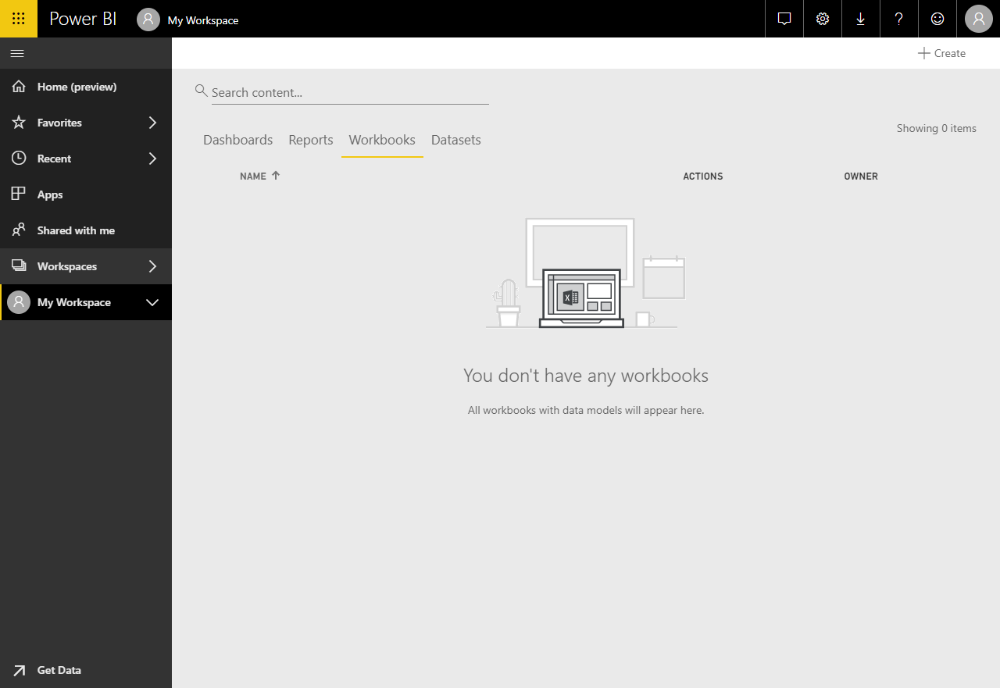 Power BI
My Workspace
Create
Home (preview)
Favorites
Recent
Apps
Shared with me
Workspaces
My Workspace
Get Data
Search content...
Showing 0 items
Dashboards Reports Workbooks Datasets
NAME ACTIONS OWNER
X
You don't have any workbooks
All workbooks with data models will appear here.